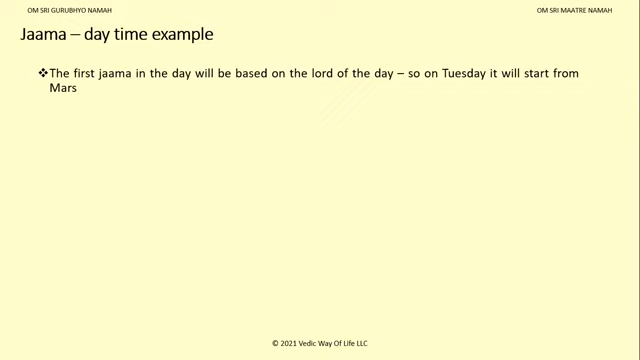 OM SRI GURUBHYO NAMAH
OM SRI MAATRE NAMAH
Jaama – day time example
❖The first jaama in the day will be based on the lord of the day – so on Tuesday it will start from
Mars
© 2021 Vedic Way Of Life LLC